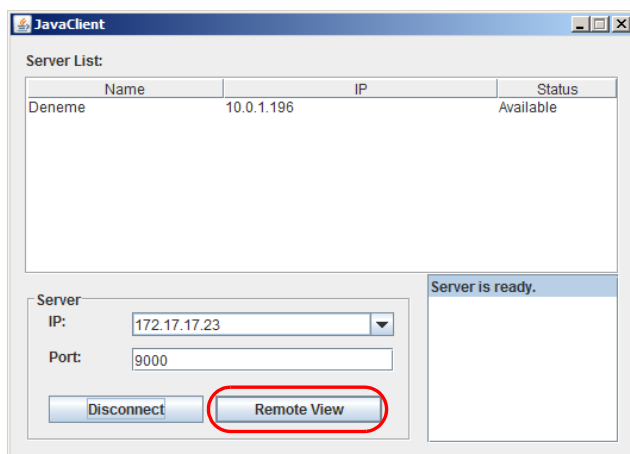 JavaClient
Server List:
Name IP Status
Deneme 10.0.1.196 Available
Server is ready.
Server
IP: 172.17.17.23
Port: 9000
Disconnect Remote View